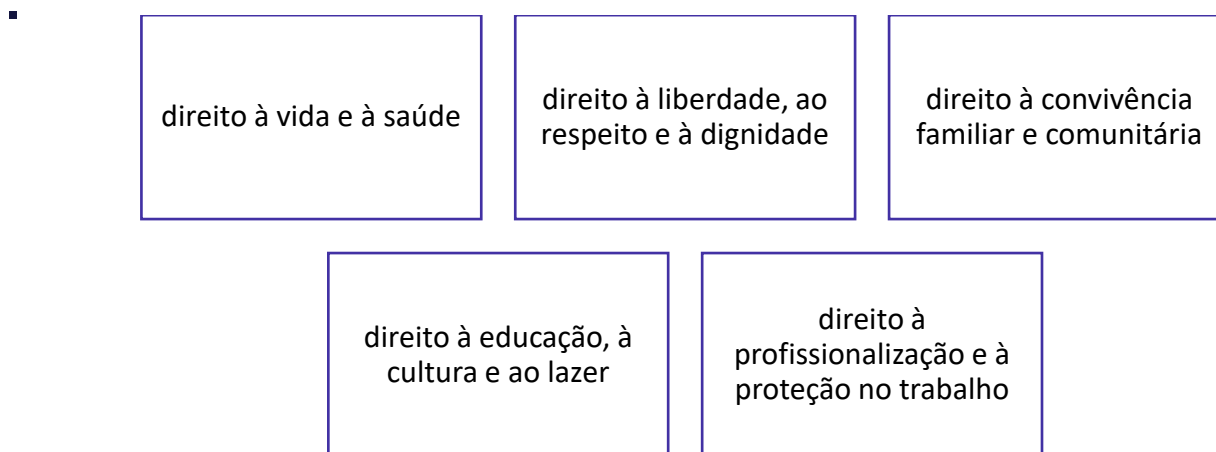 direito à vida e à saúde
direito à liberdade, ao
respeito e à dignidade
direito à convivência
familiar e comunitária
direito à educação, à
cultura e ao lazer
direito à
profissionalização e à
proteção no trabalho